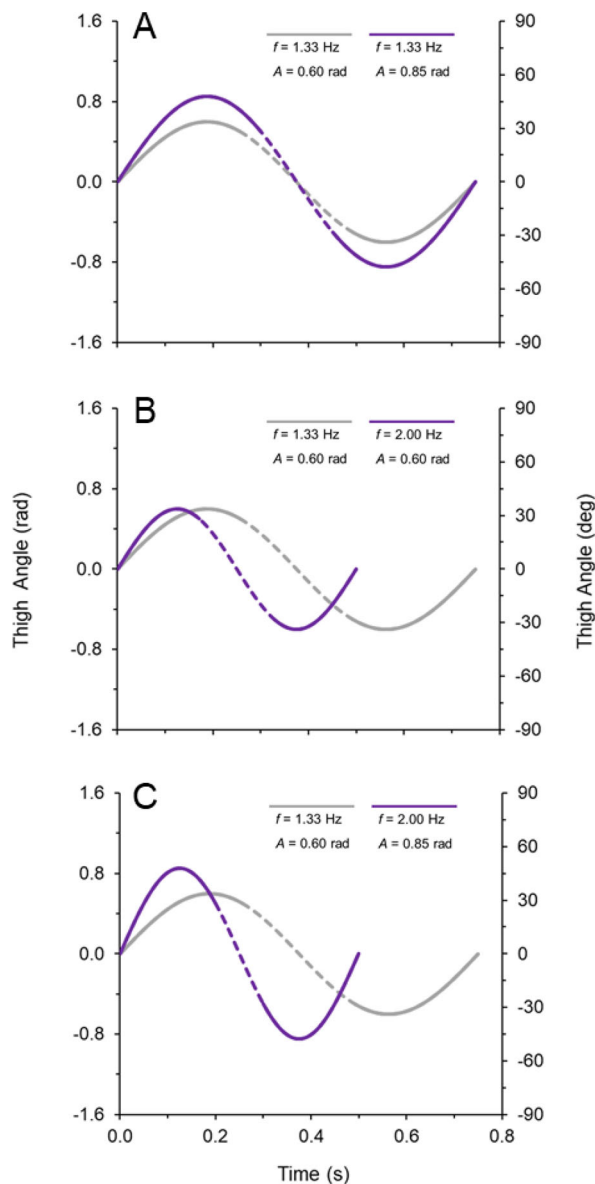 A
f = 1.33 Hz f = 1.33 Hz
A = 0.60 rad A = 0.85 rad
1.6 90
60
0.8 30
0.0 0
-0.8 -30
-60
-1.6 -90
B
f = 1.33 Hz f = 2.00 Hz
A = 0.60 rad A = 0.60 rad
1.6 90
60
0.8 30
0.0 0
-0.8 -30
-60
-1.6 -90
Thigh Angle (rad)
Thigh Angle (deg)
C
f = 1.33 Hz f = 2.00 Hz
A = 0.60 rad A = 0.85 rad
1.6 90
60
0.8 30
0.0 0
-0.8 -30
-60
-1.6 -90
0.0 0.2 0.4 0.6 0.8
Time (s)